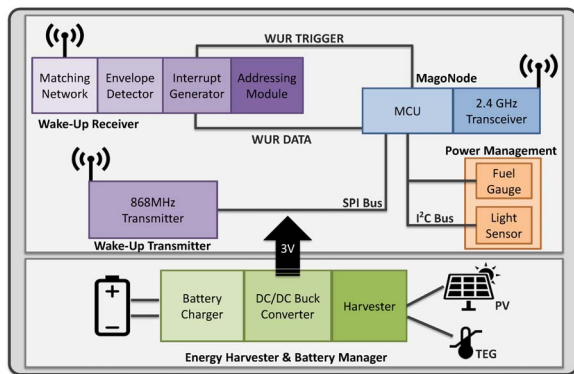 WUR TRIGGER
Matching
Network
Envelope
Detector
Interrupt
Generator
Addressing
Module
Wake-Up Receiver
MagoNode
MCU
2.4 GHz
Transceiver
WUR DATA
Power Management
Fuel
Gauge
Light
Sensor
I²C Bus
868MHz
Transmitter
SPI Bus
Wake-Up Transmitter
3V
Battery
Charger
DC/DC Buck
Converter
Harvester
PV
TEG
Energy Harvester & Battery Manager